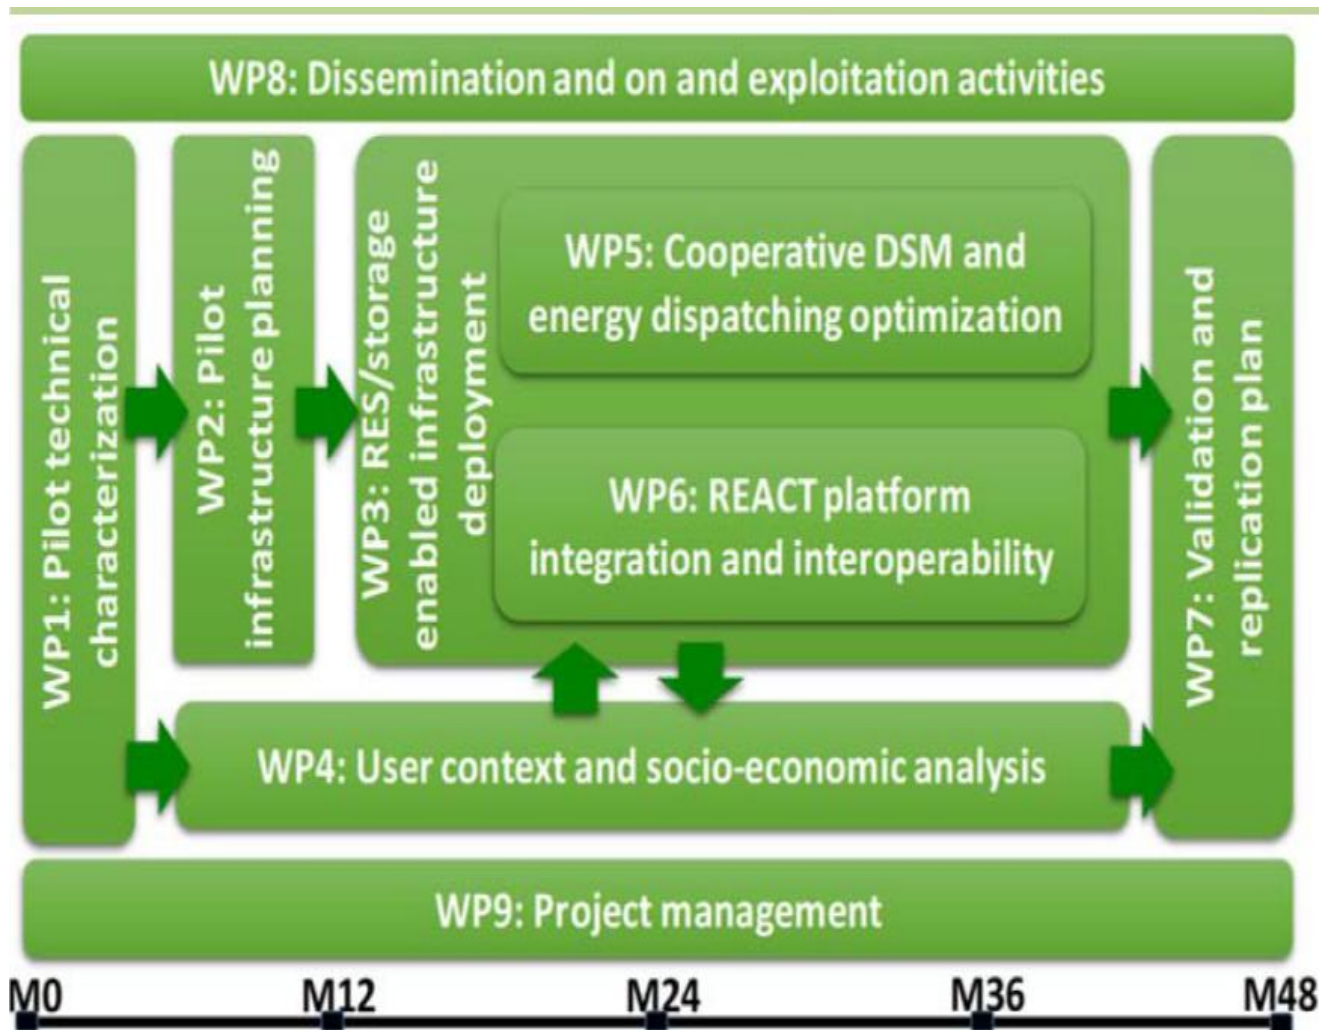 WP8: Dissemination and on and exploitation activities
WP1: Pilot technical
characterization
WP2: Pilot
infrastructure planning
WP3: RES/storage
enabled infrastructure
deployment
WP5: Cooperative DSM and
energy dispatching optimization
WP6: REACT platform
integration and interoperability
WP7: Validation and
replication plan
WP4: User context and socio-economic analysis
WP9: Project management
M0 M12 M24 M36 M48